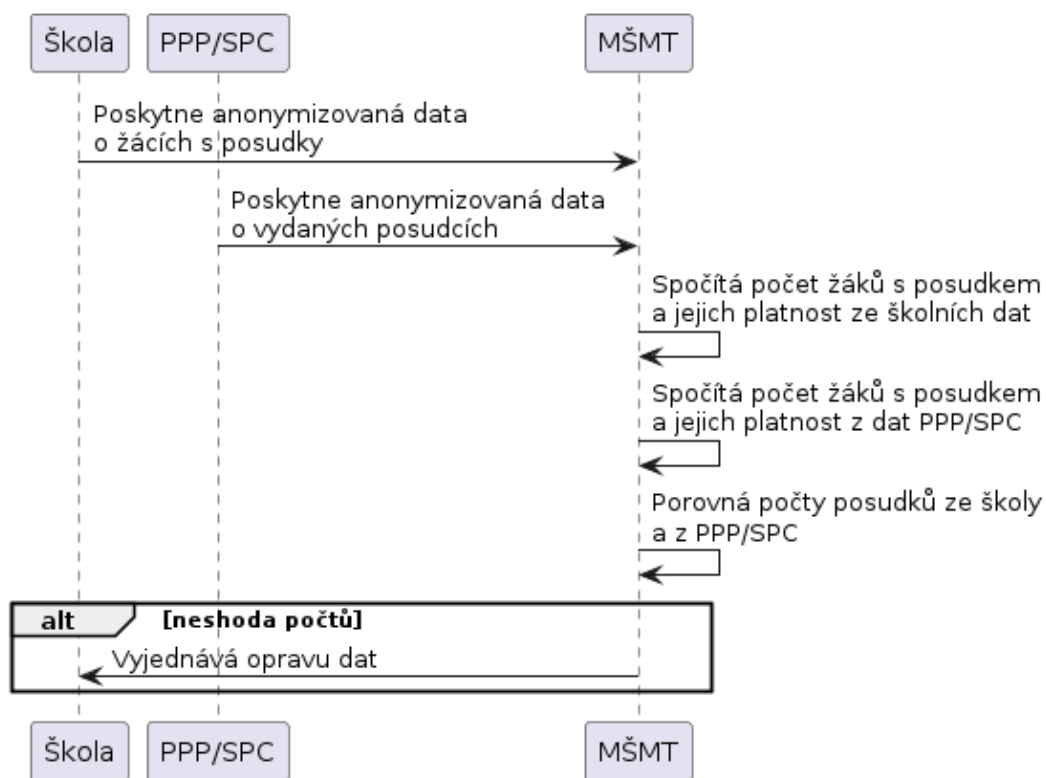 Škola PPP/SPC MŠMT
Poskytne anonymizovaná data
o žácích s posudky
Poskytne anonymizovaná data
o vydaných posudcích
Spočítá počet žáků s posudkem
a jejich platnost ze školních dat
Spočítá počet žáků s posudkem
a jejich platnost z dat PPP/SPC
Porovná počty posudků ze školy
a z PPP/SPC
alt [neshoda počtů]
Vyjednává opravu dat
Škola PPP/SPC MŠMT